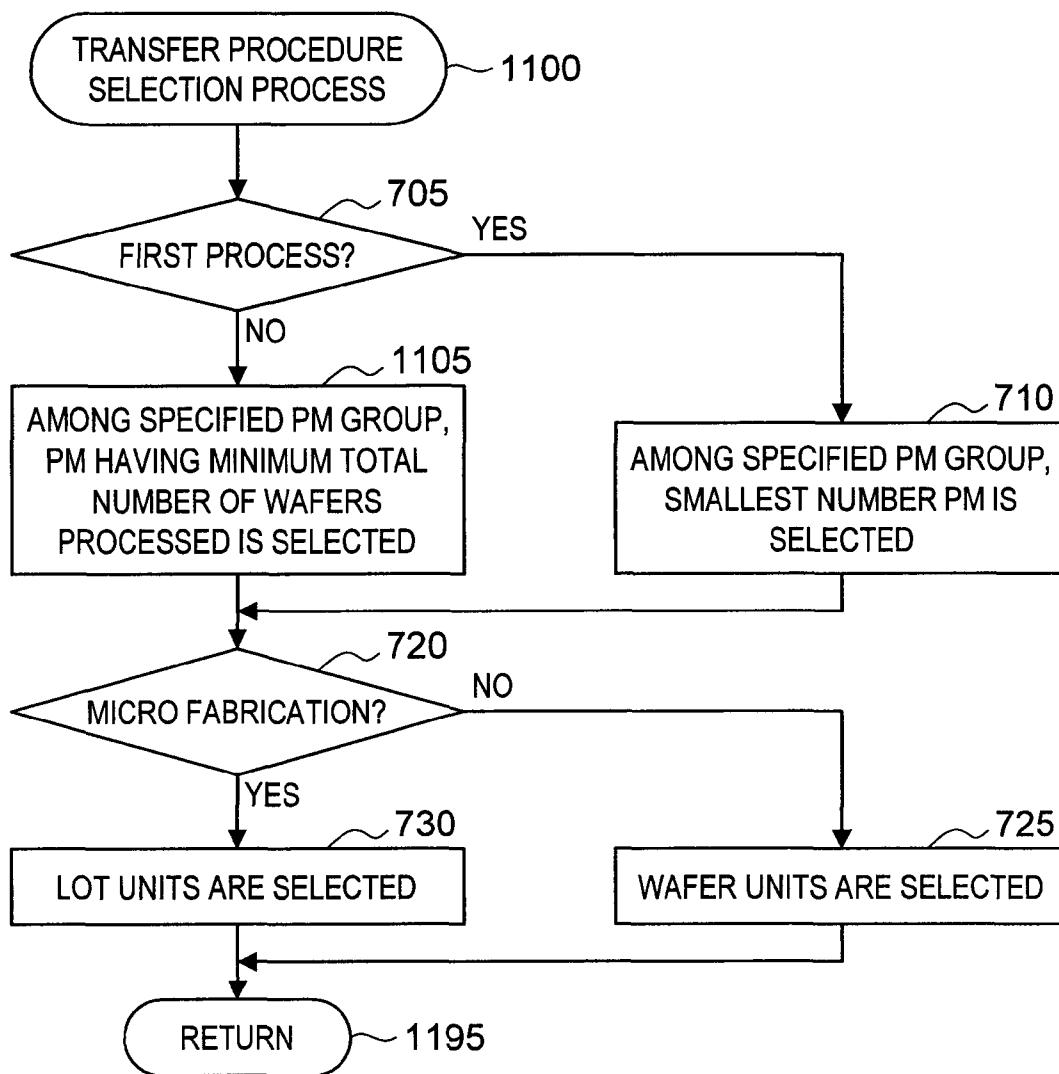 TRANSFER PROCEDURE
SELECTION PROCESS
1100
705
FIRST PROCESS?
YES
NO
1105
AMONG SPECIFIED PM GROUP,
PM HAVING MINIMUM TOTAL
NUMBER OF WAFERS
PROCESSED IS SELECTED
710
AMONG SPECIFIED PM GROUP,
SMALLEST NUMBER PM IS
SELECTED
720
MICRO FABRICATION?
NO
YES
730
LOT UNITS ARE SELECTED
725
WAFER UNITS ARE SELECTED
RETURN
1195